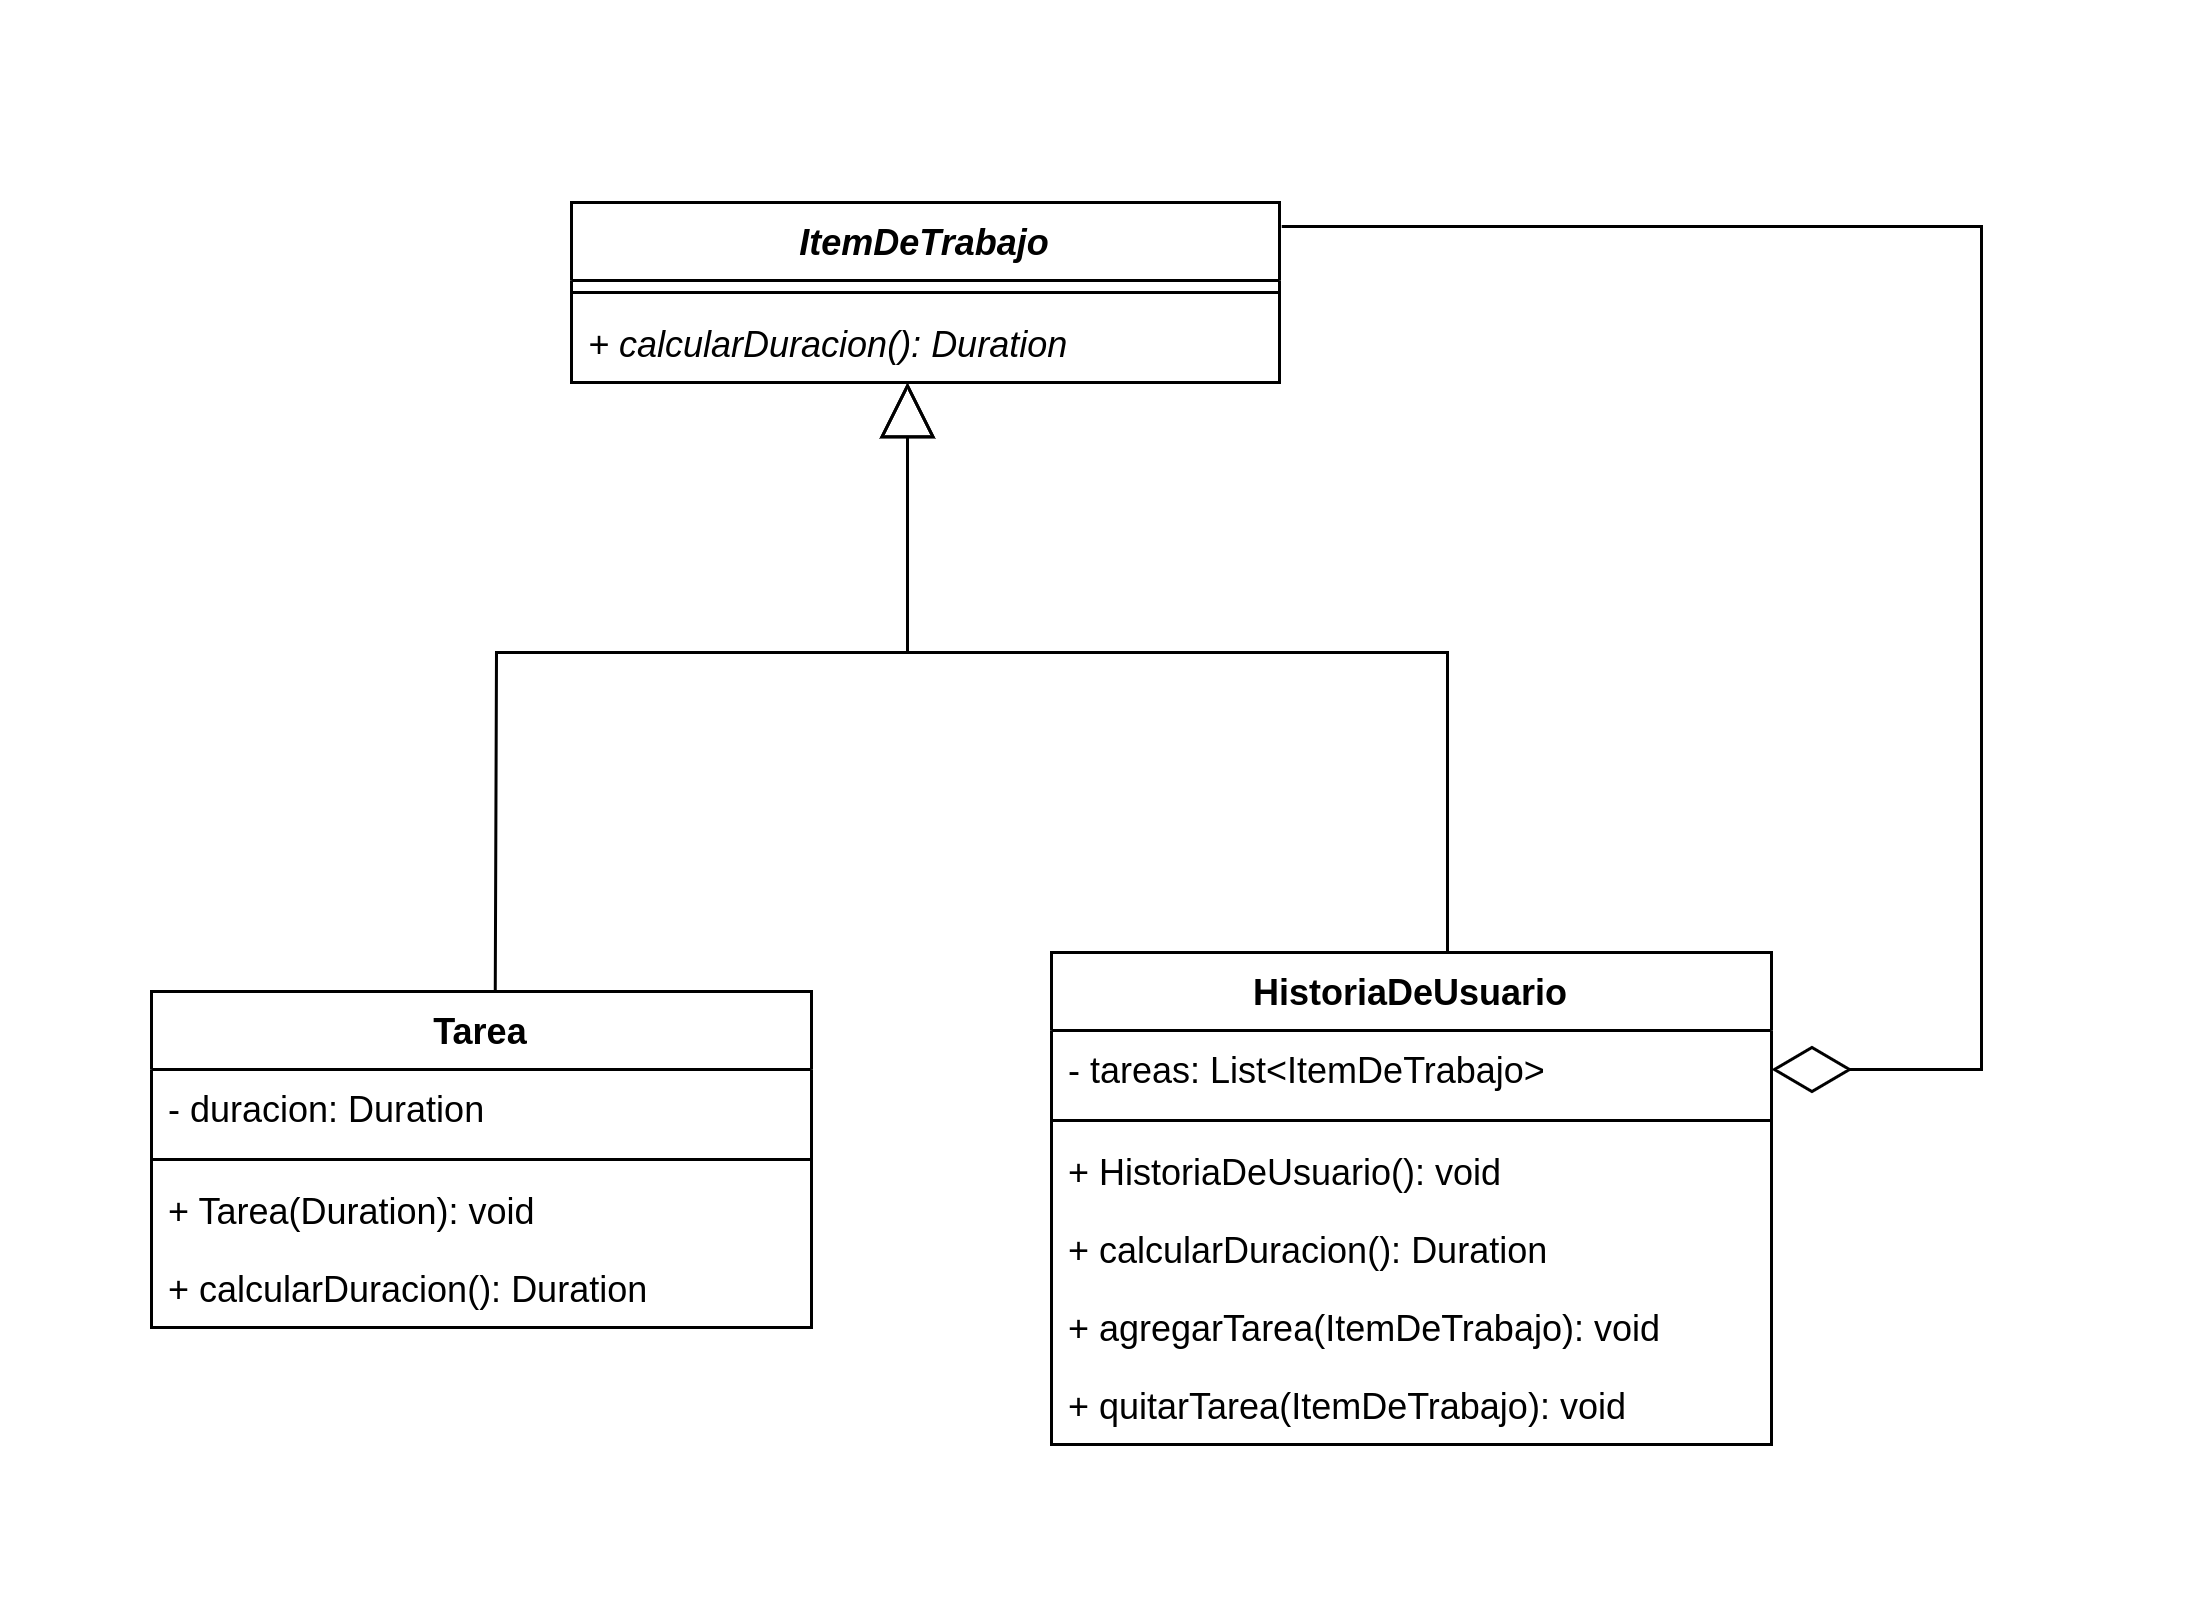 ItemDeTrabajo
+ calcularDuracion(): Duration
Tarea
- duracion: Duration
+ Tarea(Duration): void
+ calcularDuracion(): Duration
HistoriaDeUsuario
- tareas: List<ItemDeTrabajo>
+ HistoriaDeUsuario(): void
+ calcularDuracion(): Duration
+ agregarTarea(ItemDeTrabajo): void
+ quitarTarea(ItemDeTrabajo): void